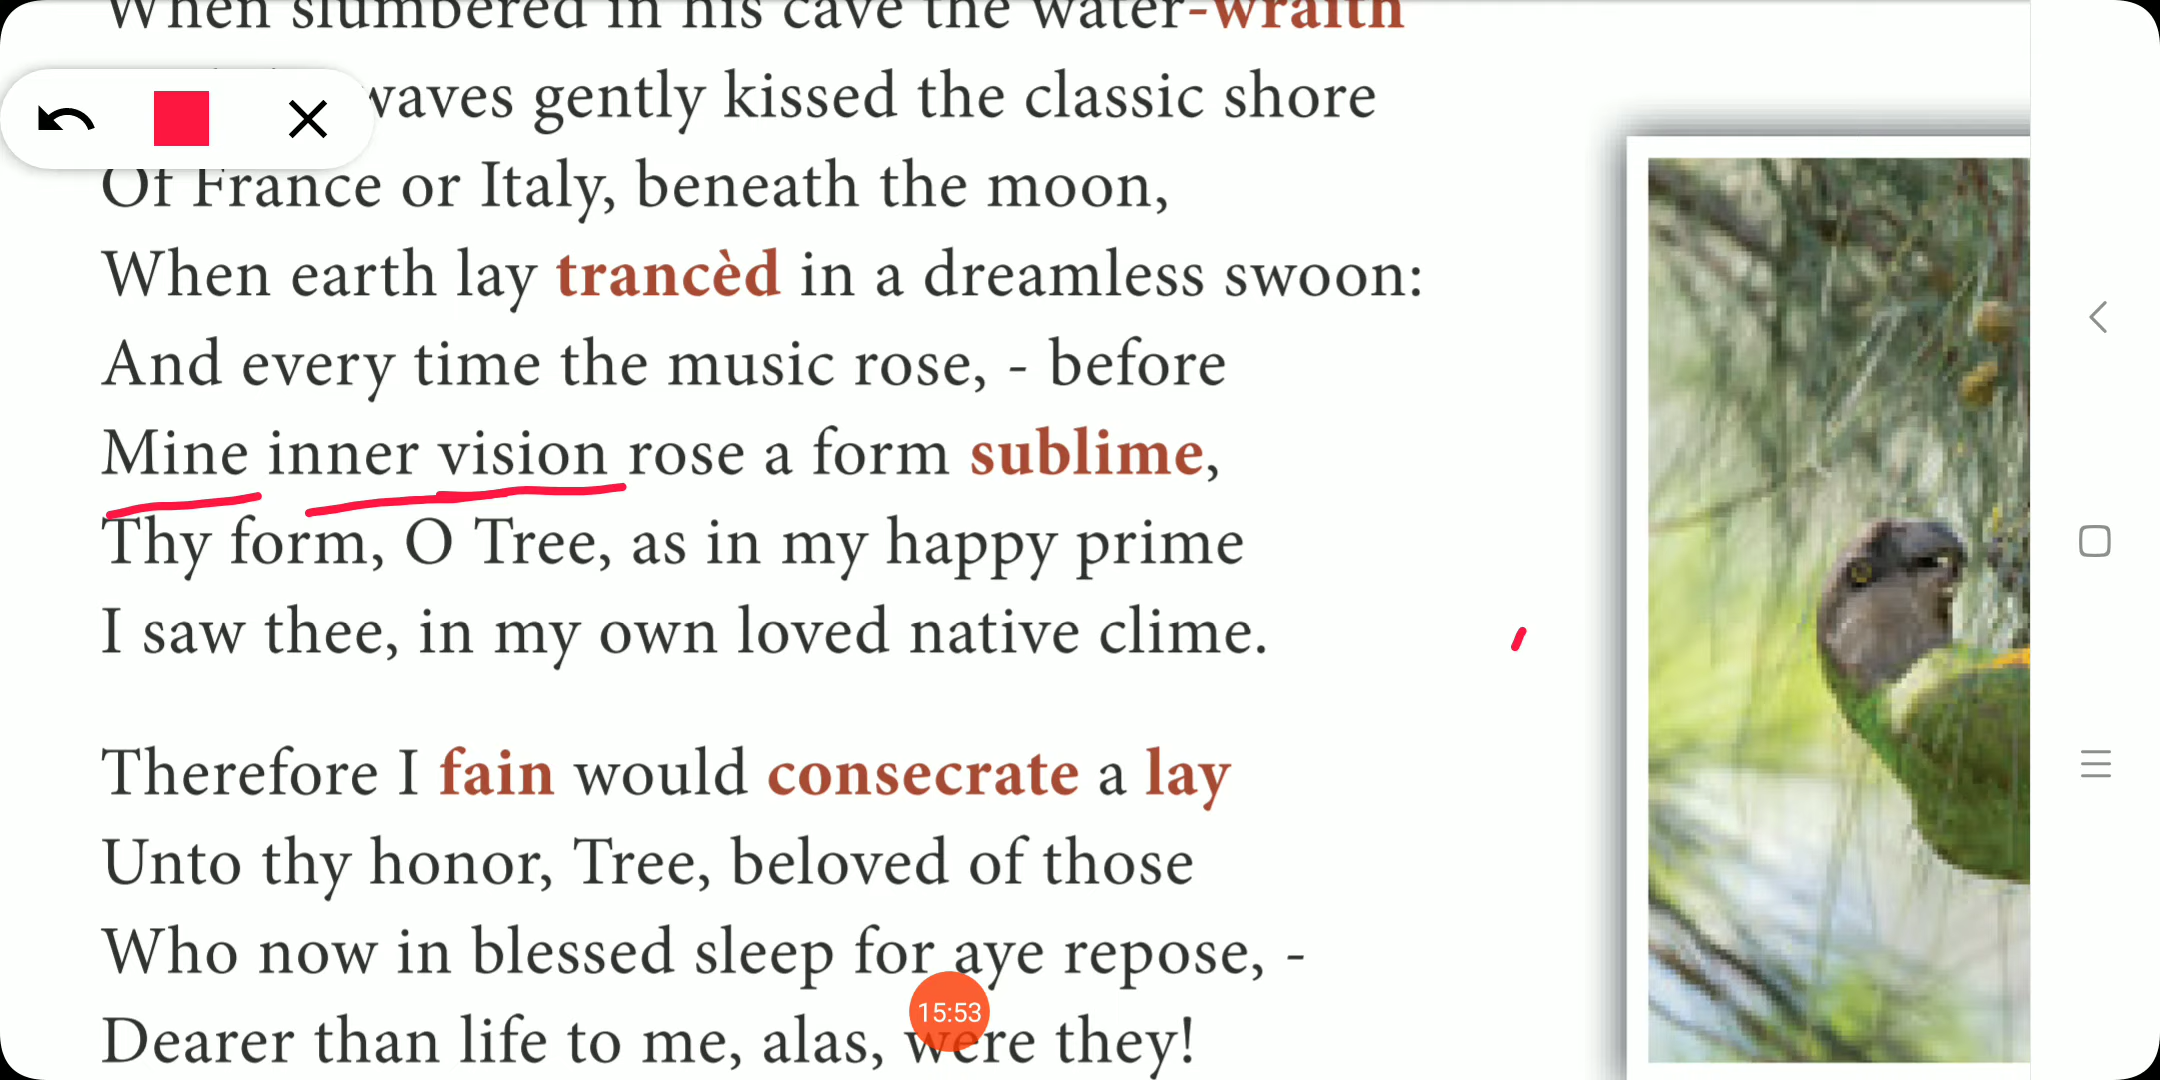 When slumbered in his cave the water-wraith
waves gently kissed the classic shore
Of France or Italy, beneath the moon,
When earth lay trancèd in a dreamless swoon:
And every time the music rose, - before
Mine inner vision rose a form sublime,
Thy form, O Tree, as in my happy prime
I saw thee, in my own loved native clime.
Therefore I fain would consecrate a lay
Unto thy honor, Tree, beloved of those
Who now in blessed sleep for aye repose, -
Dearer than life to me, alas, were they!
15:53